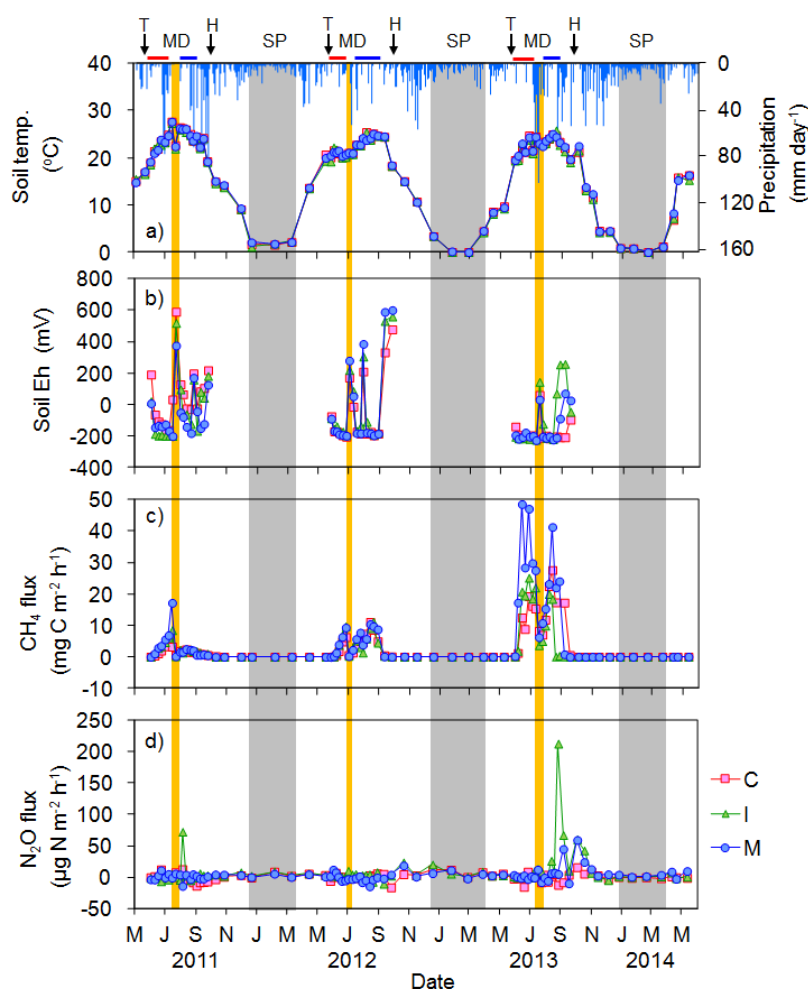 T MD H SP T MD H SP T MD H SP
40 0
30 40
20 80
10 120
0 160
Soil temp.
(°C)
Precipitation
(mm day⁻¹)
a)
800
600
400
200
0
-200
-400
Soil Eh (mV)
b)
50
40
30
20
10
0
-10
CH₄ flux
(mg C m⁻² h⁻¹)
c)
250
200
150
100
50
0
-50
N₂O flux
(µg N m⁻² h⁻¹)
d)
C
I
M
M J S N J M M J S N J M M J S N J M M
2011 2012 2013 2014
Date